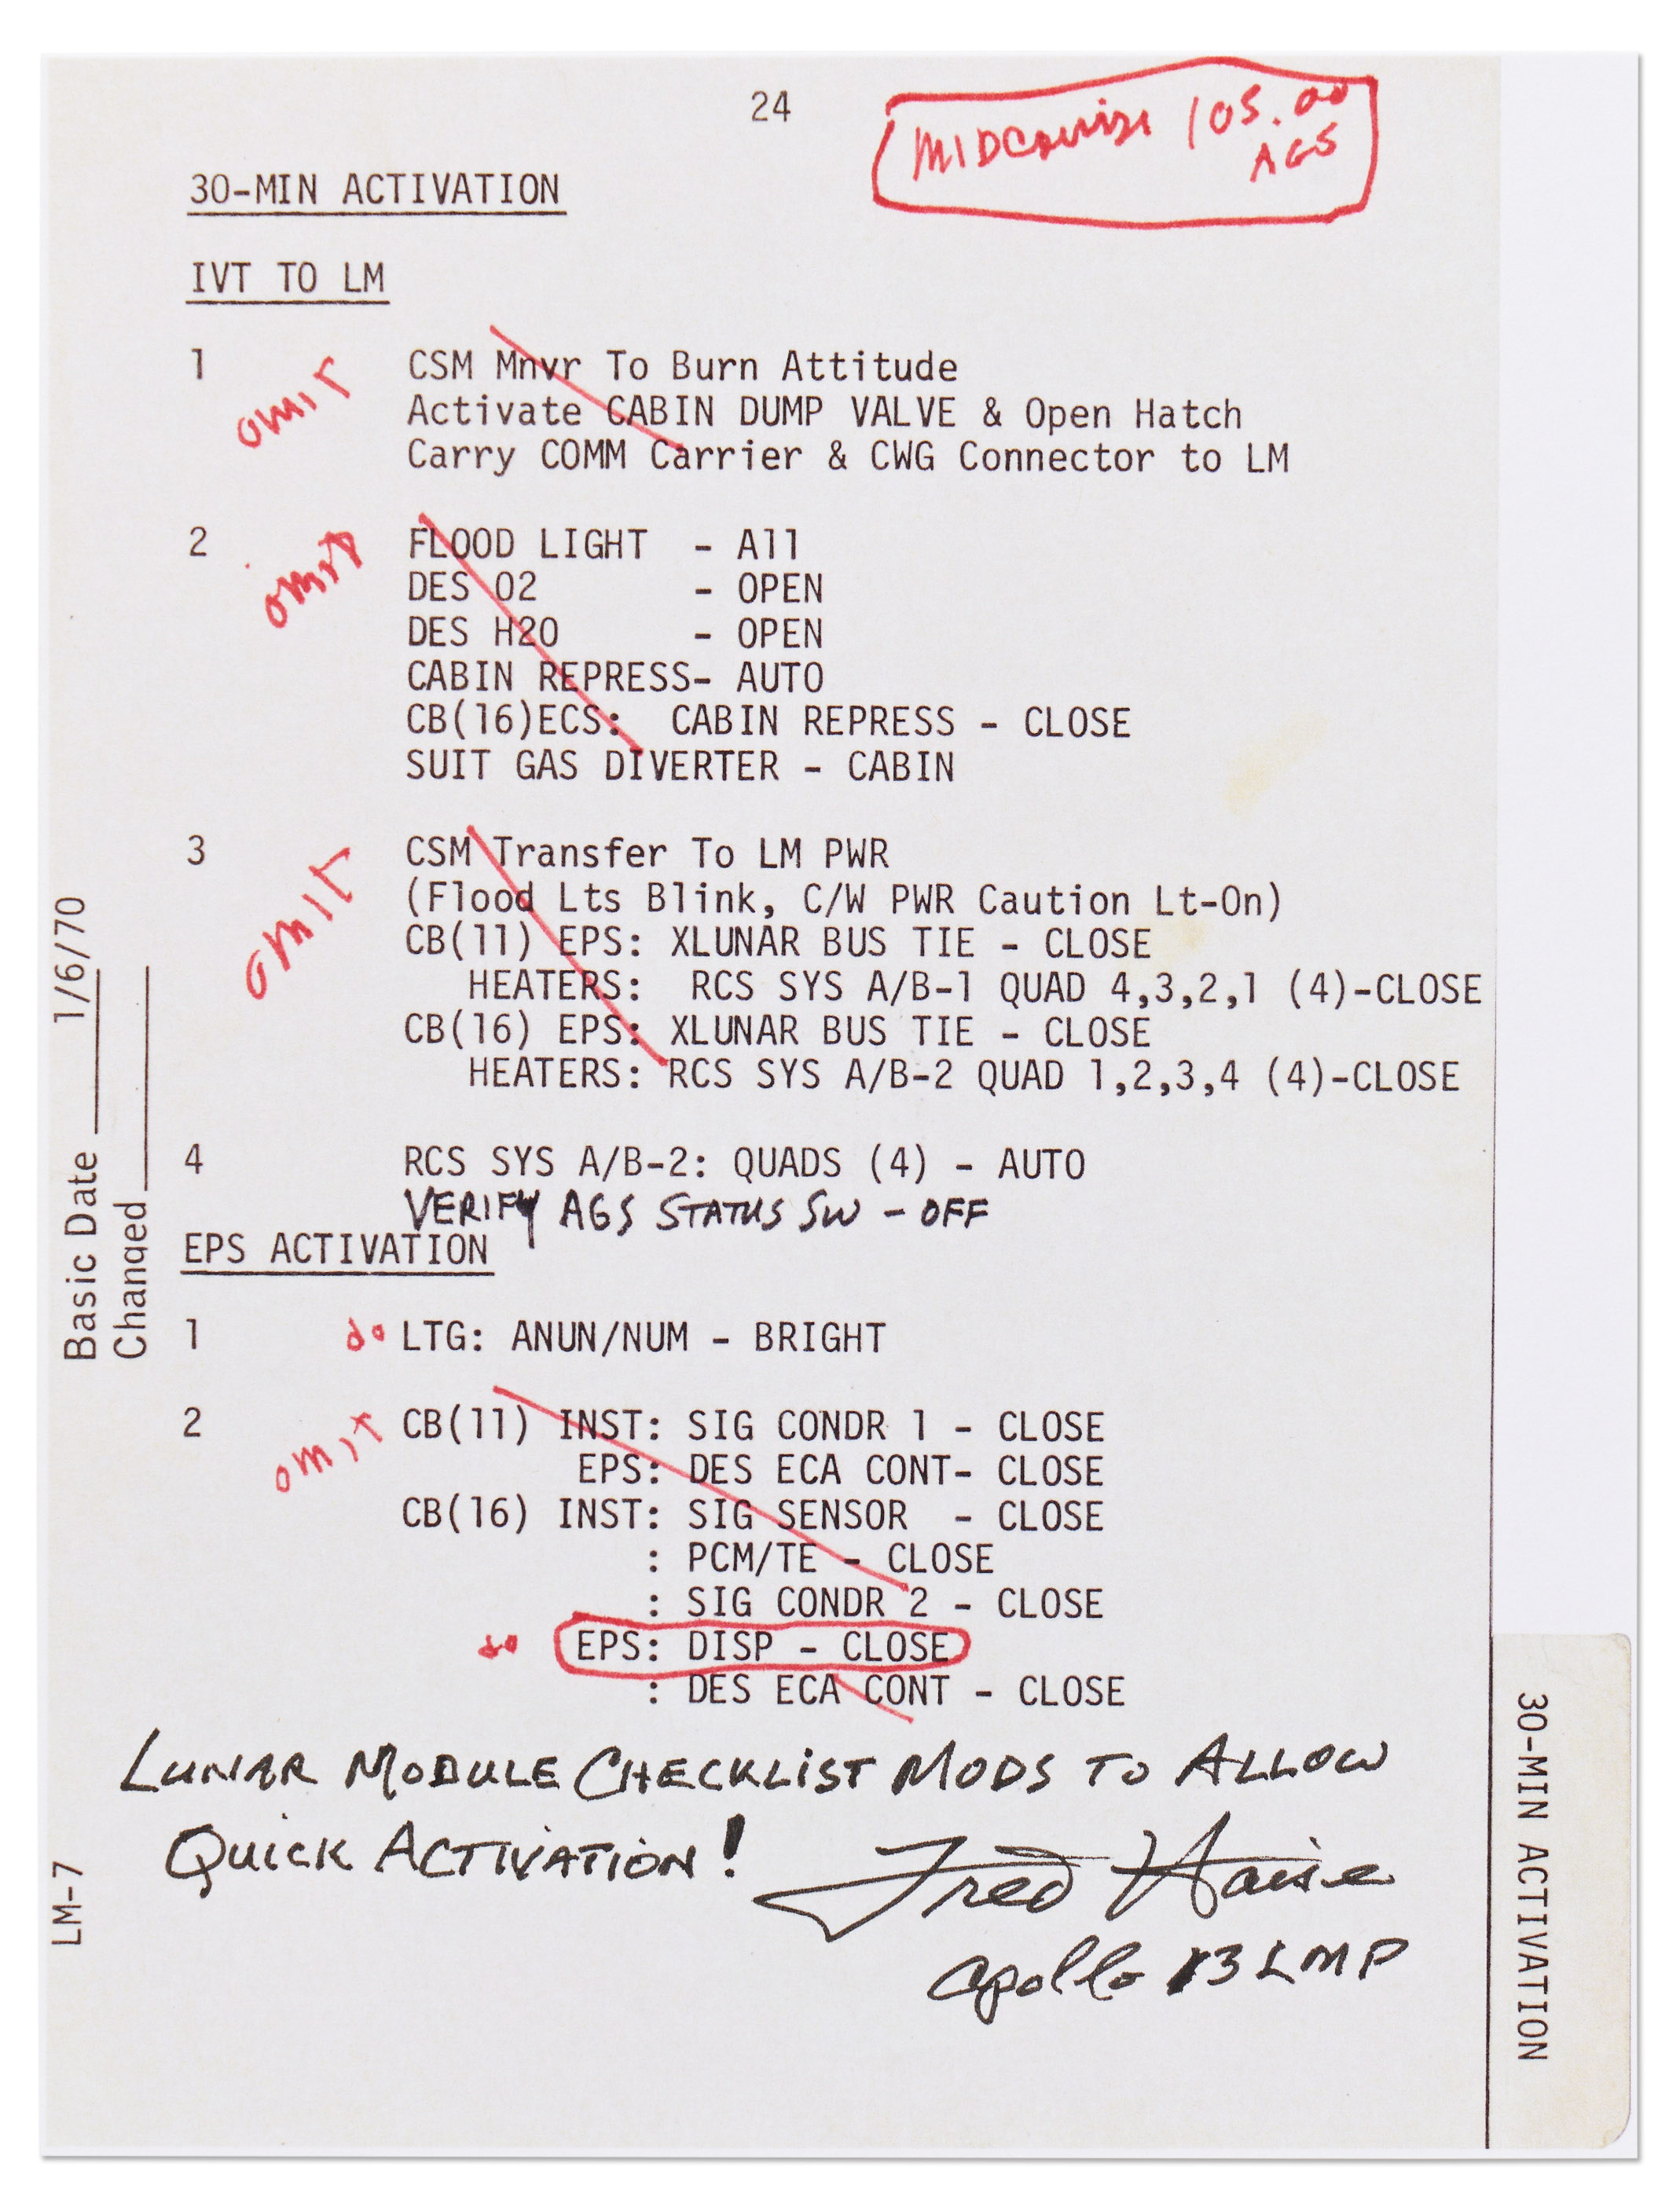 24
MIDCOURSE 105.00
AGS
30-MIN ACTIVATION
IVT TO LM
1 omit CSM Mnvr To Burn Attitude
Activate CABIN DUMP VALVE & Open Hatch
Carry COMM Carrier & CWG Connector to LM
2 omit FLOOD LIGHT - All
DES O2 - OPEN
DES H2O - OPEN
CABIN REPRESS- AUTO
CB(16)ECS: CABIN REPRESS - CLOSE
SUIT GAS DIVERTER - CABIN
3 omit CSM Transfer To LM PWR
(Flood Lts Blink, C/W PWR Caution Lt-On)
CB(11) EPS: XLUNAR BUS TIE - CLOSE
HEATERS: RCS SYS A/B-1 QUAD 4,3,2,1 (4)-CLOSE
CB(16) EPS: XLUNAR BUS TIE - CLOSE
HEATERS: RCS SYS A/B-2 QUAD 1,2,3,4 (4)-CLOSE
4 RCS SYS A/B-2: QUADS (4) - AUTO
VERIFY AGS STATUS SW - OFF
EPS ACTIVATION
1 do LTG: ANUN/NUM - BRIGHT
2 omit CB(11) INST: SIG CONDR 1 - CLOSE
EPS: DES ECA CONT- CLOSE
CB(16) INST: SIG SENSOR - CLOSE
: PCM/TE - CLOSE
: SIG CONDR 2 - CLOSE
do EPS: DISP - CLOSE
: DES ECA CONT - CLOSE
LUNAR MODULE CHECKLIST MODS TO ALLOW
QUICK ACTIVATION!
Fred Haise
Apollo 13 LMP
Basic Date 1/6/70
Changed
LM-7
30-MIN ACTIVATION